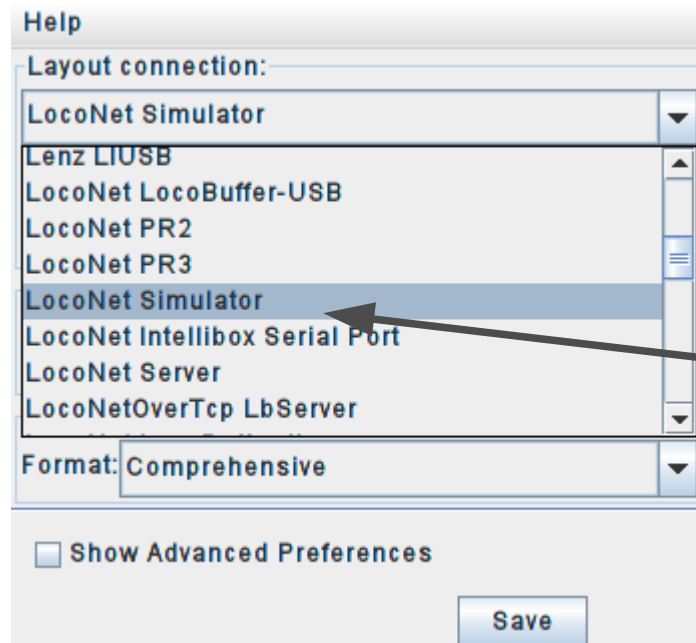 Help
Layout connection:
LocoNet Simulator
Lenz LIUSB
LocoNet LocoBuffer-USB
LocoNet PR2
LocoNet PR3
LocoNet Simulator
LocoNet Intellibox Serial Port
LocoNet Server
LocoNetOverTcp LbServer
Format: Comprehensive
Show Advanced Preferences
Save